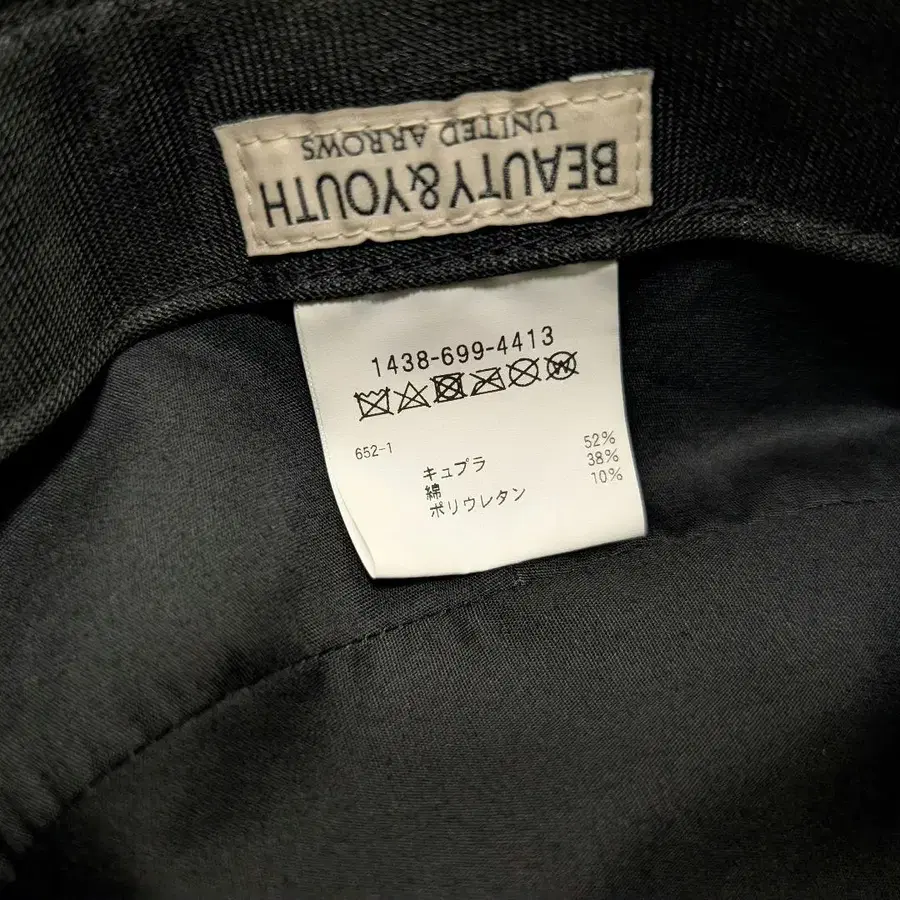 BEAUTY&YOUTH
UNITED ARROWS
1438-699-4413
652-1
キュプラ 52%
綿 38%
ポリウレタン 10%